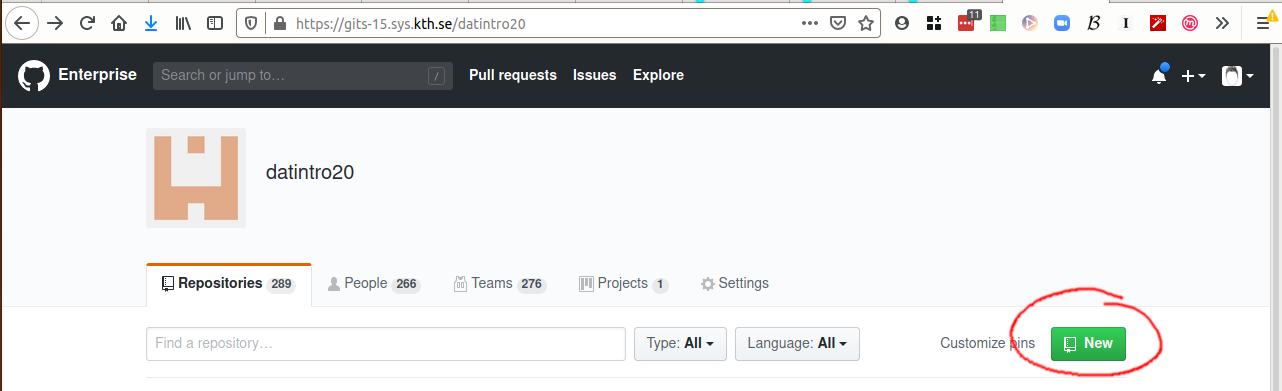 https://gits-15.sys.kth.se/datintro20
11
Enterprise
Search or jump to…
/
Pull requests
Issues
Explore
datintro20
Repositories 289
People 266
Teams 276
Projects 1
Settings
Find a repository…
Type: All
Language: All
Customize pins
New